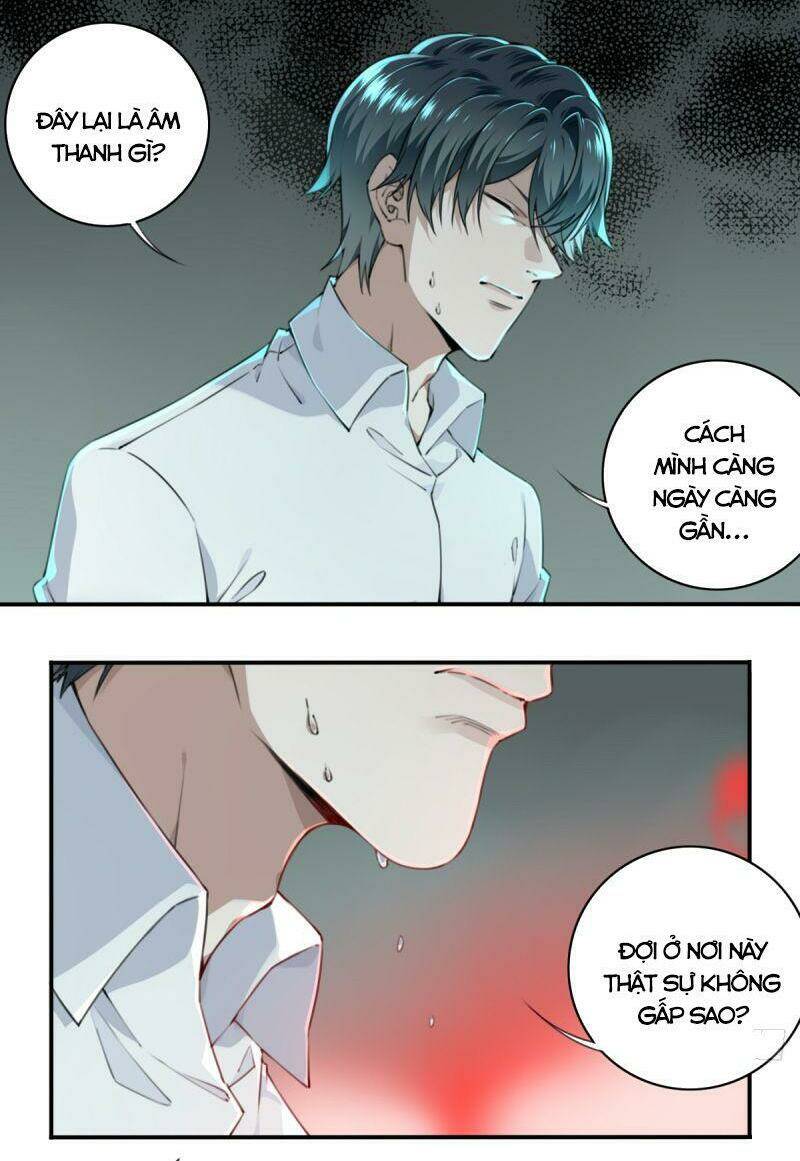 ĐÂY LẠI LÀ ÂM
THANH GÌ?
CÁCH
MÌNH CÀNG
NGÀY CÀNG
GẦN...
ĐỢI Ở NƠI NÀY
THẬT SỰ KHÔNG
GẤP SAO?